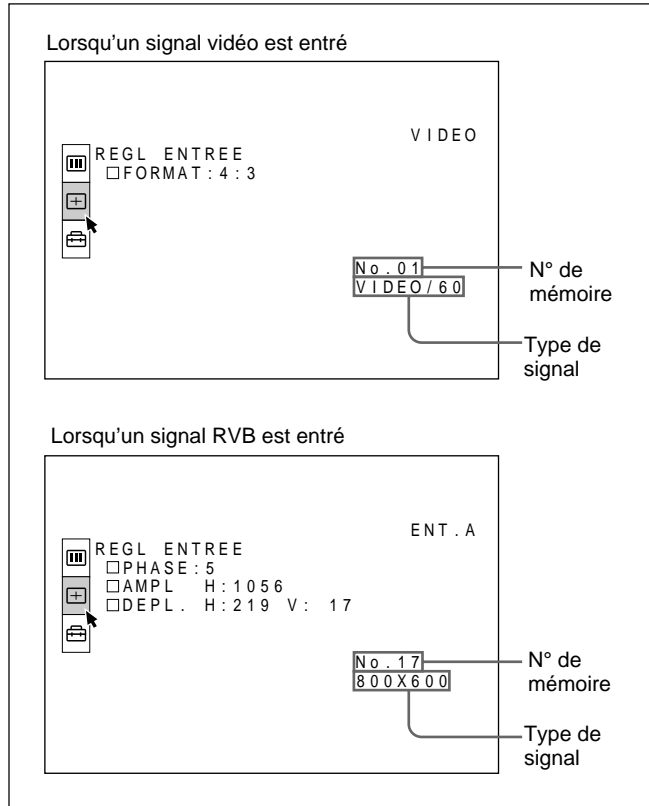 Lorsqu'un signal vidéo est entré
VIDEO
REGL ENTREE
□FORMAT:4:3
No.01
VIDEO/60
N° de
mémoire
Type de
signal
Lorsqu'un signal RVB est entré
ENT.A
REGL ENTREE
□PHASE:5
□AMPL H:1056
□DEPL. H:219 V: 17
No.17
800X600
N° de
mémoire
Type de
signal